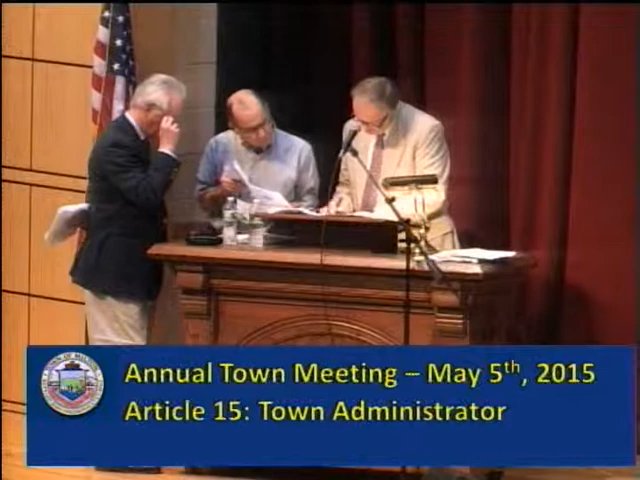 Annual Town Meeting – May 5th, 2015
Article 15: Town Administrator